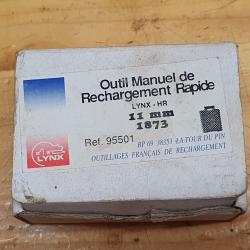 Outil Manuel de
Rechargement Rapide
LYNX - HR
11 mm
1873
LYNX
Ref. 95501
BP 69 38353 LA TOUR DU PIN
OUTILLAGES FRANÇAIS DE RECHARGEMENT